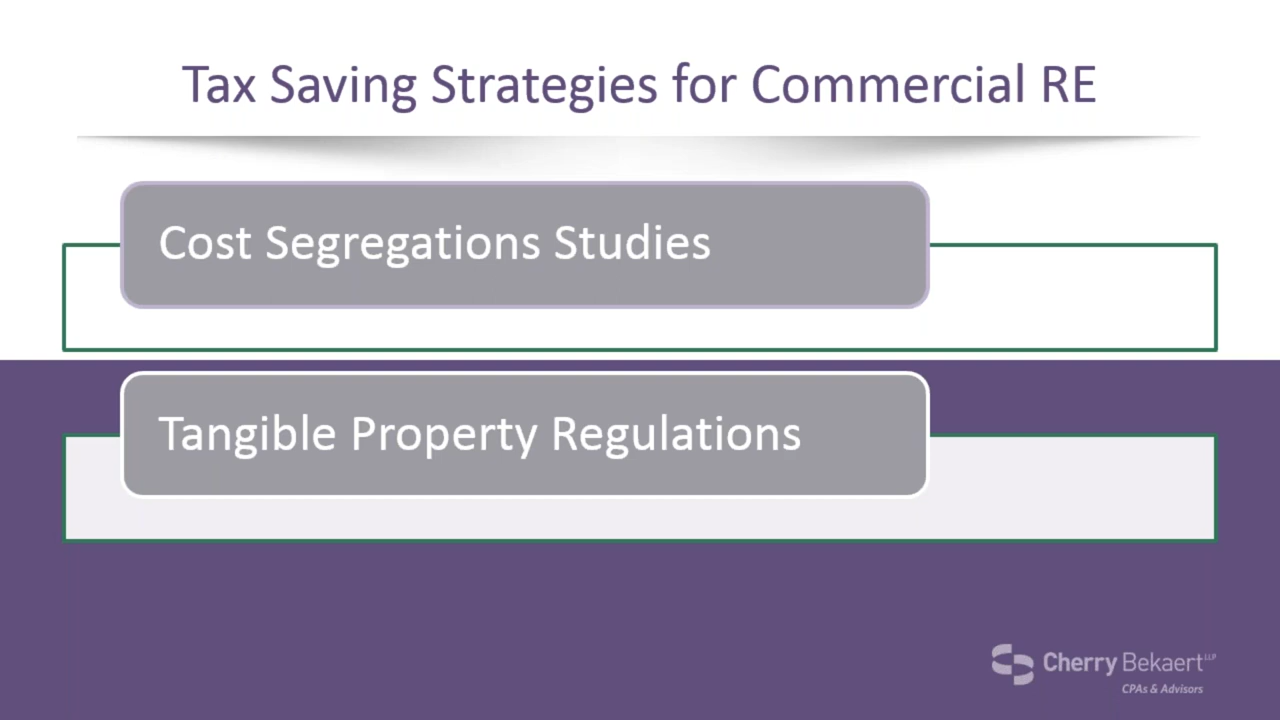 Tax Saving Strategies for Commercial RE
Cost Segregations Studies
Tangible Property Regulations
Cherry Bekaert LLP
CPAs & Advisors